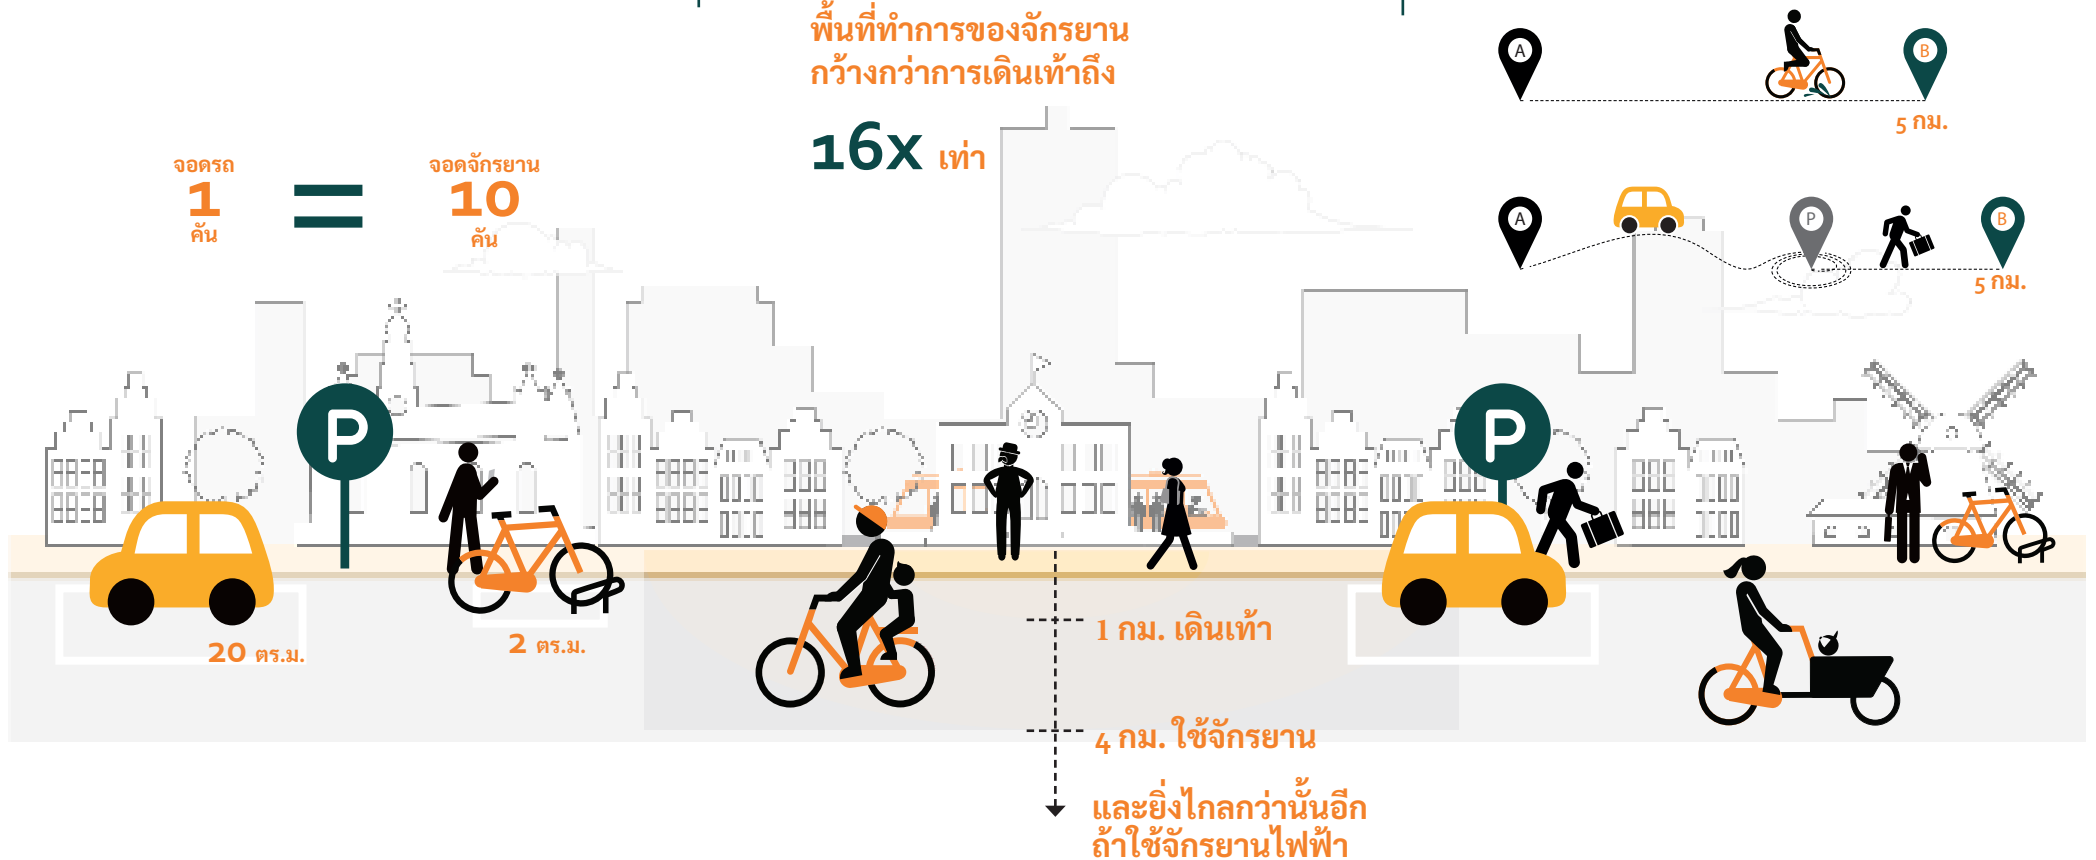 พื้นที่ทำการของจักรยาน
กว้างกว่าการเดินเท้าถึง
16x เท่า
จอดรถ
1
คัน
=
จอดจักรยาน
10
คัน
A
B
5 กม.
A
P
B
5 กม.
P
P
20 ตร.ม.
2 ตร.ม.
1 กม. เดินเท้า
4 กม. ใช้จักรยาน
และยิ่งไกลกว่านั้นอีก
ถ้าใช้จักรยานไฟฟ้า